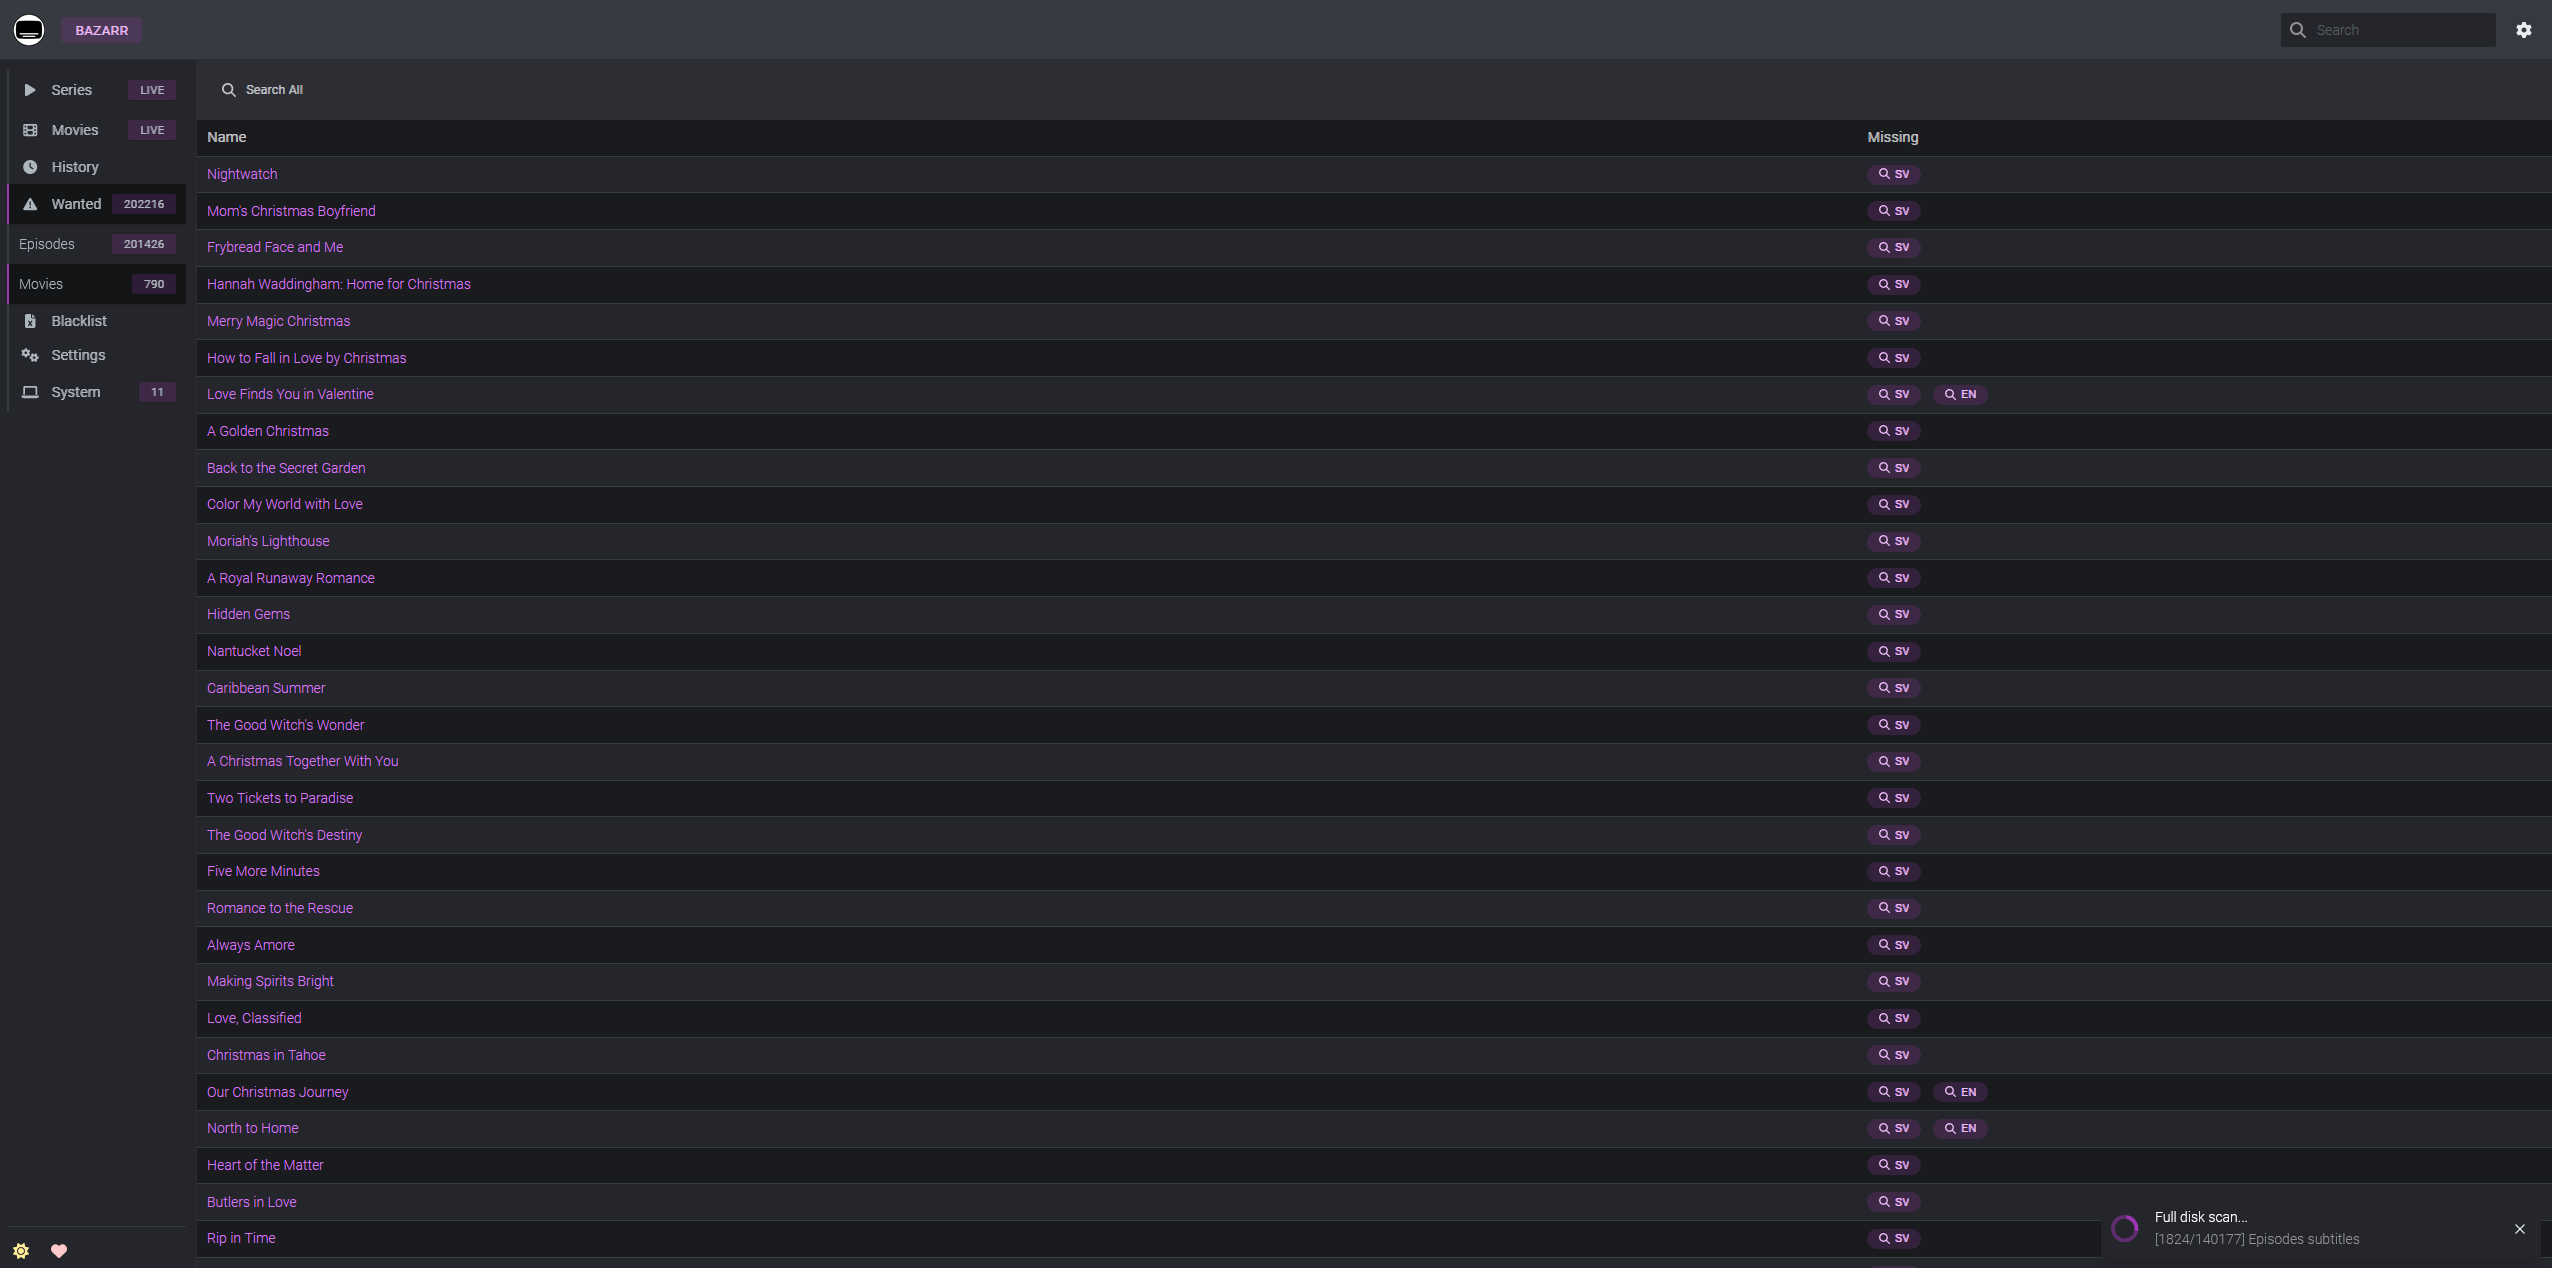 BAZARR
Search
Series LIVE
Movies LIVE
History
Wanted 202216
Episodes 201426
Movies 790
Blacklist
Settings
System 11
Search All
Name Missing
Nightwatch SV
Mom's Christmas Boyfriend SV
Frybread Face and Me SV
Hannah Waddingham: Home for Christmas SV
Merry Magic Christmas SV
How to Fall in Love by Christmas SV
Love Finds You in Valentine SV EN
A Golden Christmas SV
Back to the Secret Garden SV
Color My World with Love SV
Moriah's Lighthouse SV
A Royal Runaway Romance SV
Hidden Gems SV
Nantucket Noel SV
Caribbean Summer SV
The Good Witch's Wonder SV
A Christmas Together With You SV
Two Tickets to Paradise SV
The Good Witch's Destiny SV
Five More Minutes SV
Romance to the Rescue SV
Always Amore SV
Making Spirits Bright SV
Love, Classified SV
Christmas in Tahoe SV
Our Christmas Journey SV EN
North to Home SV EN
Heart of the Matter SV
Butlers in Love SV
Rip in Time SV
Full disk scan...
[1824/140177] Episodes subtitles